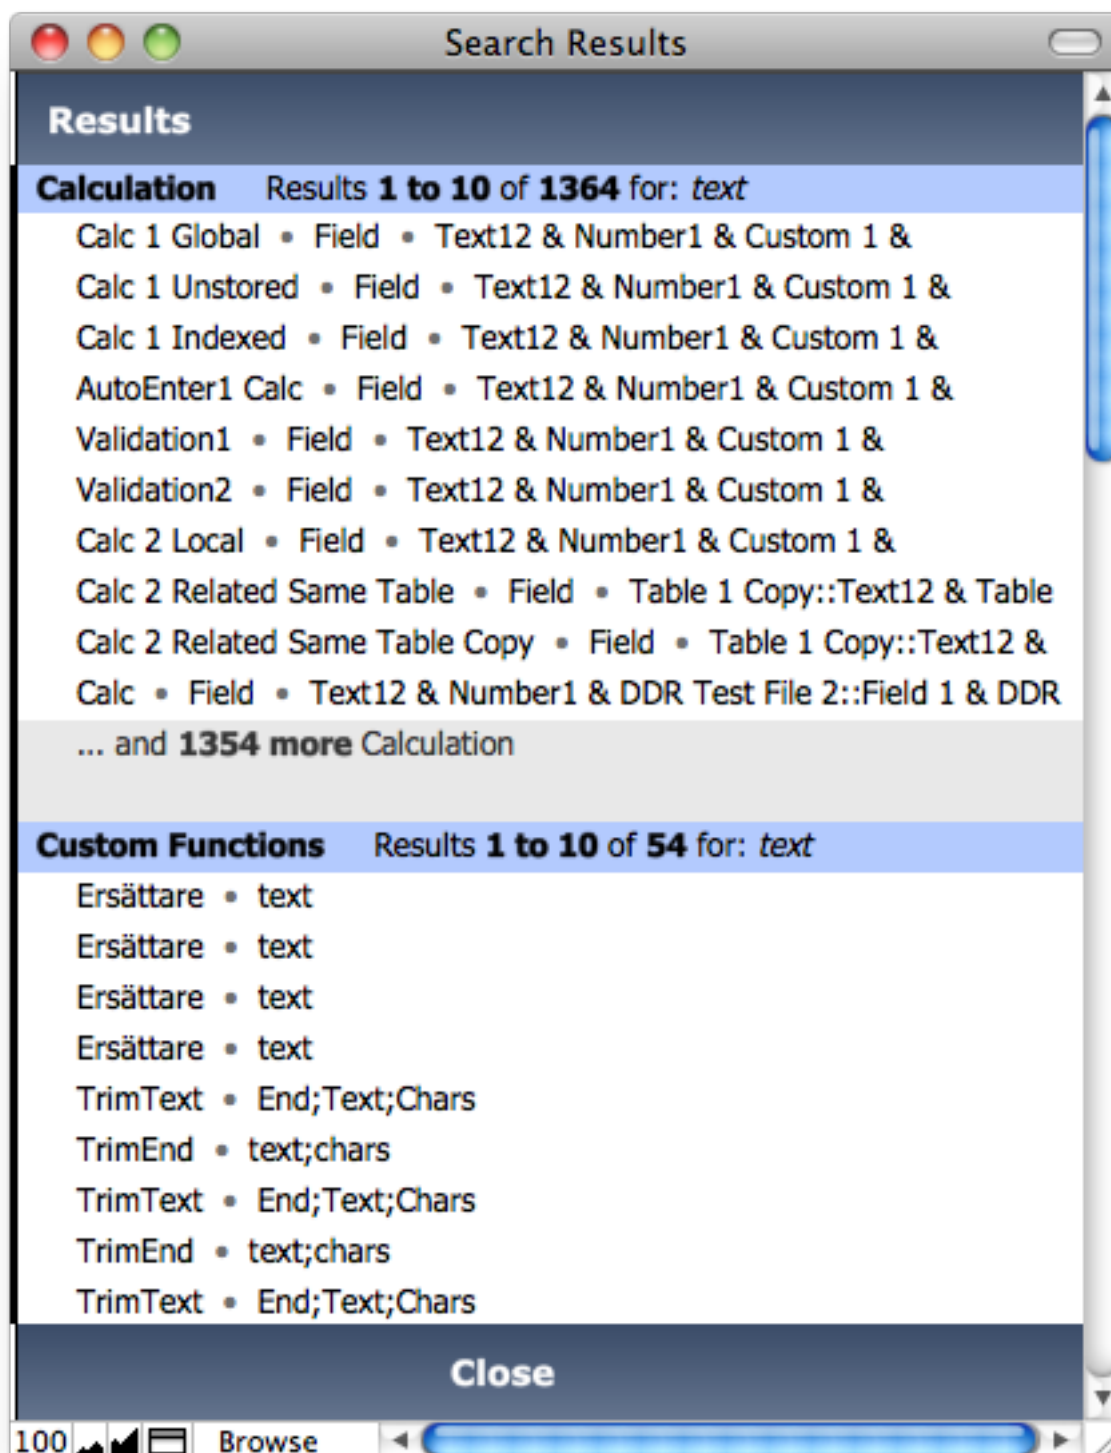 Search Results
Results
Calculation Results 1 to 10 of 1364 for: text
Calc 1 Global • Field • Text12 & Number1 & Custom 1 &
Calc 1 Unstored • Field • Text12 & Number1 & Custom 1 &
Calc 1 Indexed • Field • Text12 & Number1 & Custom 1 &
AutoEnter1 Calc • Field • Text12 & Number1 & Custom 1 &
Validation1 • Field • Text12 & Number1 & Custom 1 &
Validation2 • Field • Text12 & Number1 & Custom 1 &
Calc 2 Local • Field • Text12 & Number1 & Custom 1 &
Calc 2 Related Same Table • Field • Table 1 Copy::Text12 & Table
Calc 2 Related Same Table Copy • Field • Table 1 Copy::Text12 &
Calc • Field • Text12 & Number1 & DDR Test File 2::Field 1 & DDR
... and 1354 more Calculation
Custom Functions Results 1 to 10 of 54 for: text
Ersättare • text
Ersättare • text
Ersättare • text
Ersättare • text
TrimText • End;Text;Chars
TrimEnd • text;chars
TrimText • End;Text;Chars
TrimEnd • text;chars
TrimText • End;Text;Chars
Close
100 Browse